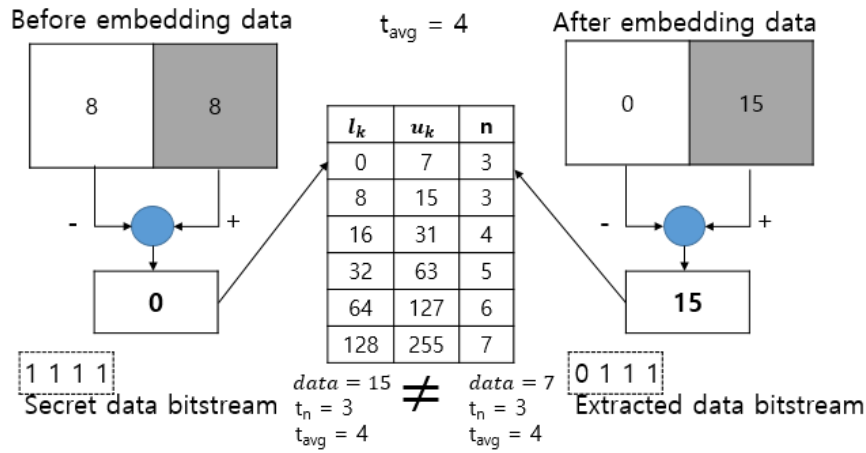 Before embedding data
t_avg = 4
After embedding data
8 8
0 15
l_k u_k n
0 7 3
8 15 3
16 31 4
32 63 5
64 127 6
128 255 7
- +
- +
0
15
1 1 1 1
Secret data bitstream
data = 15
t_n = 3
t_avg = 4
≠
data = 7
t_n = 3
t_avg = 4
0 1 1 1
Extracted data bitstream